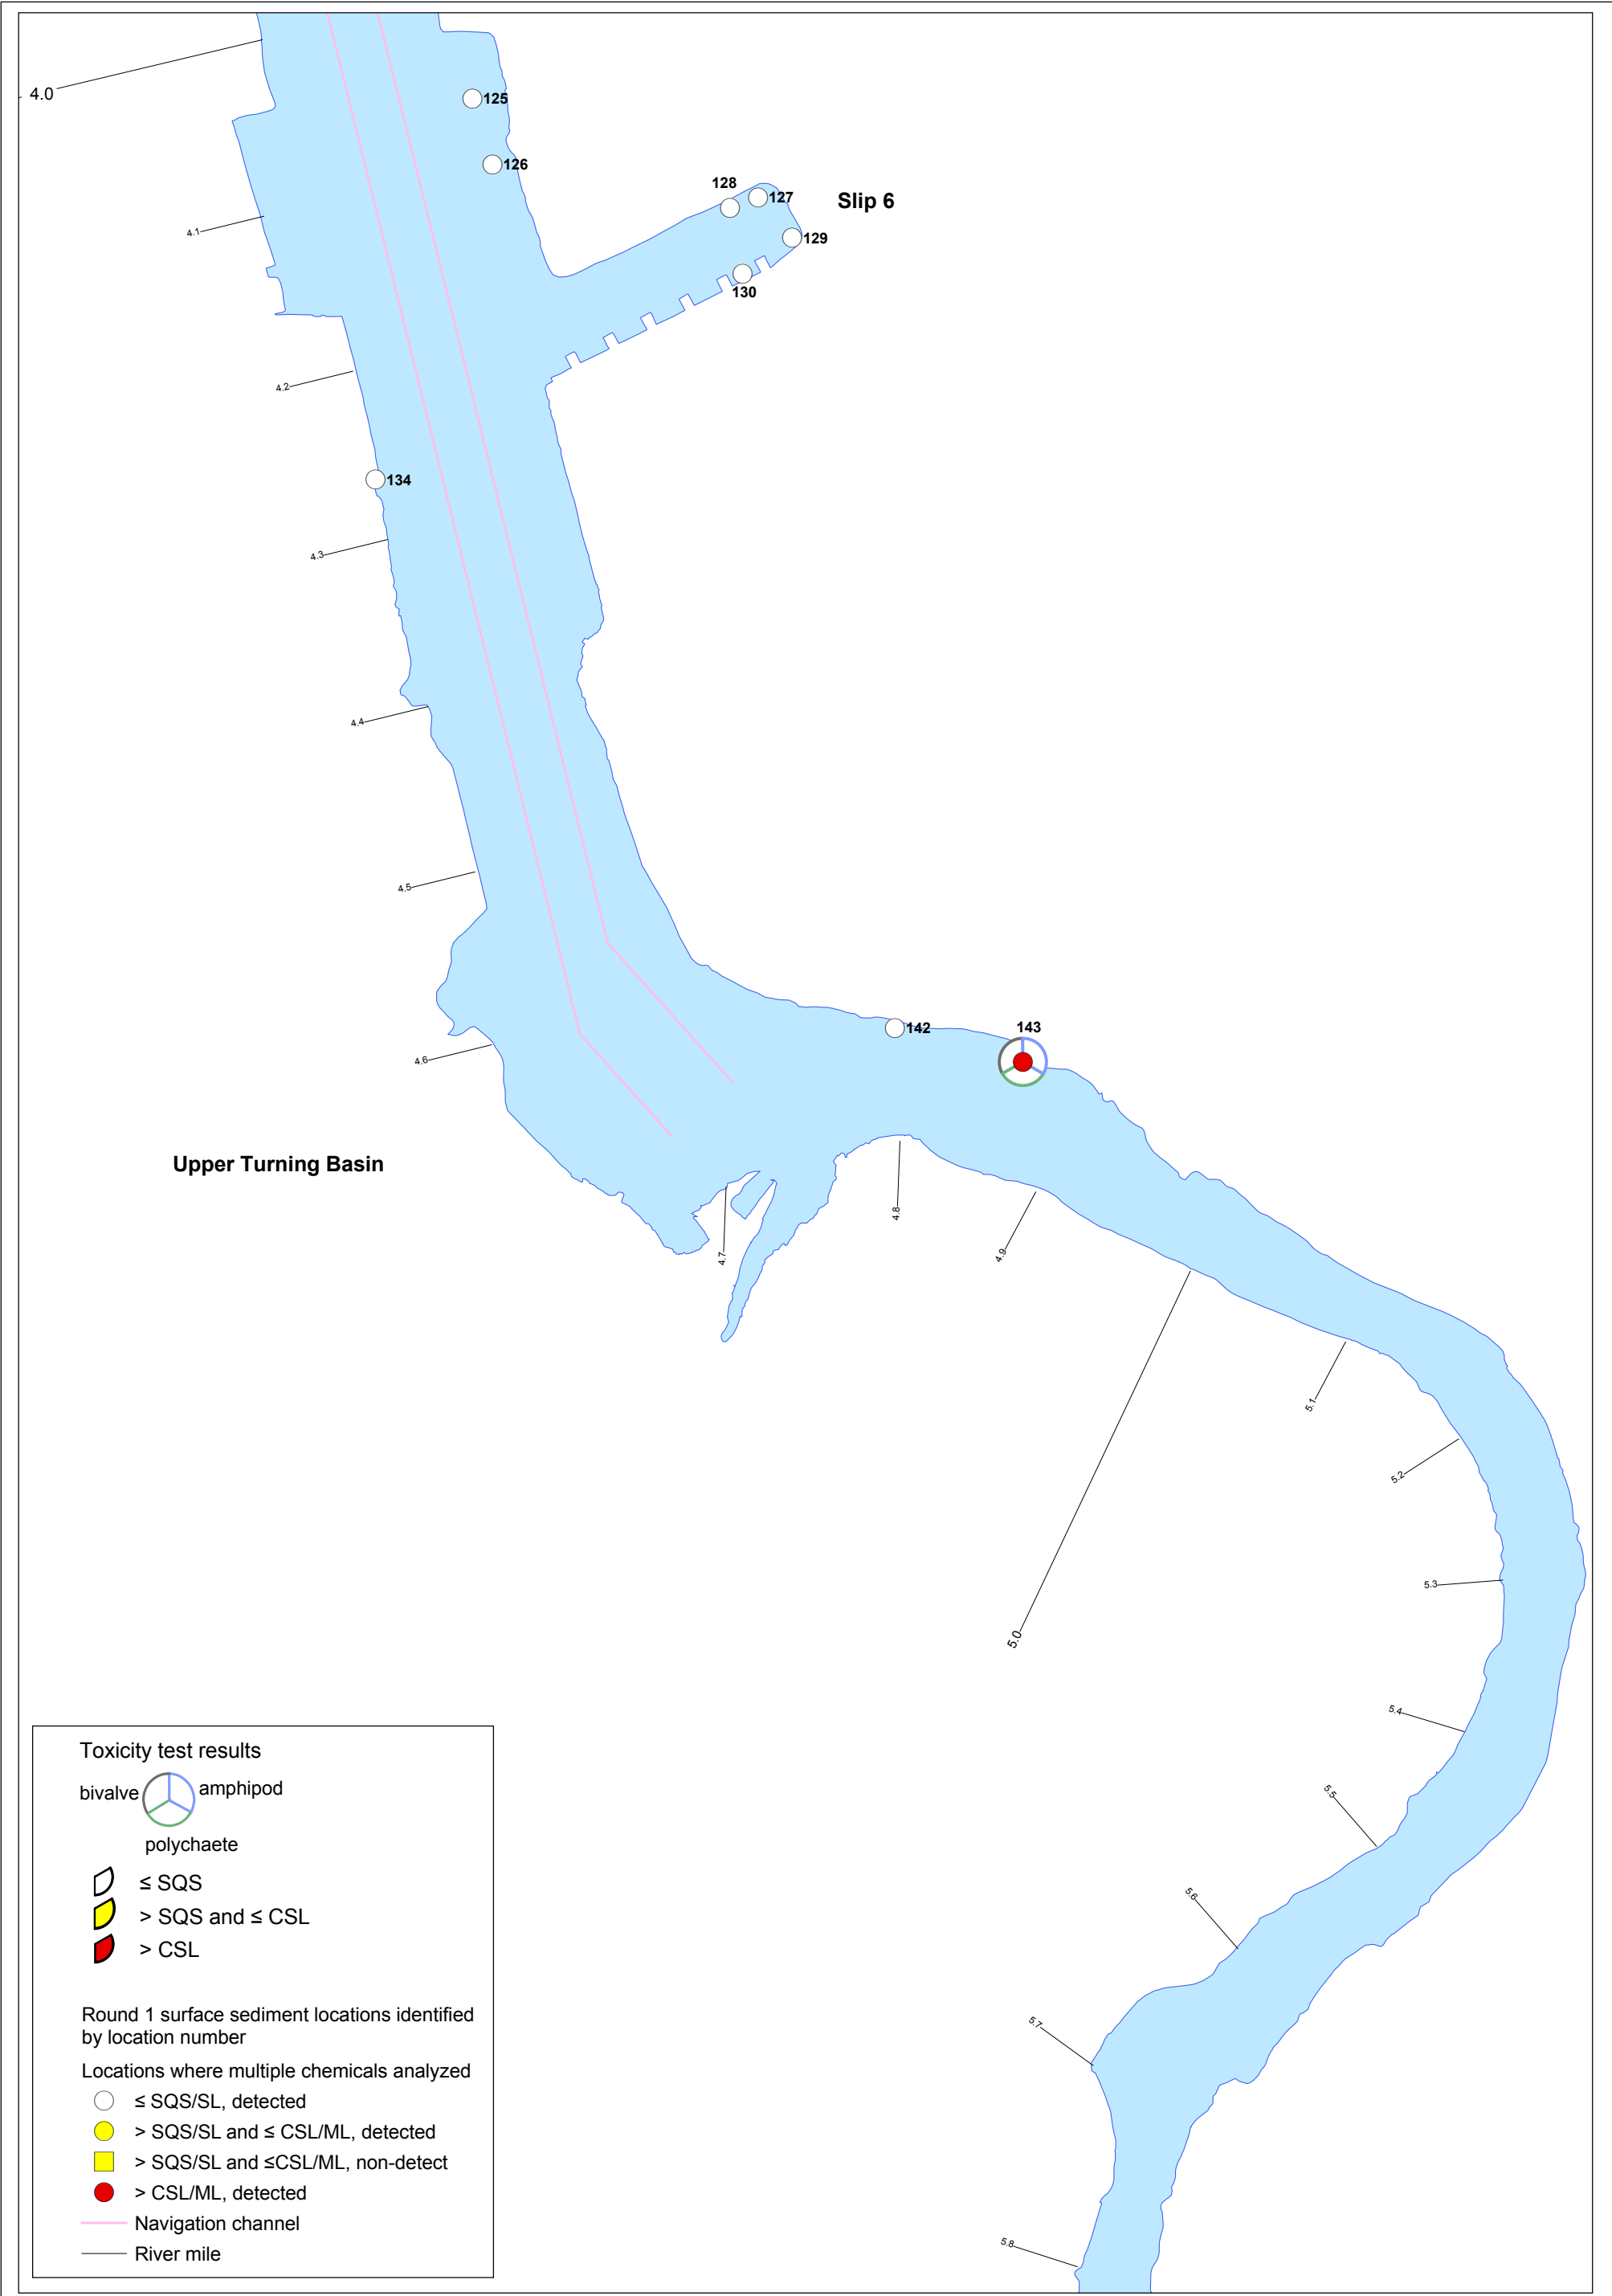 4.0
125
126
128
127
Slip 6
4.1
129
130
4.2
134
4.3
4.4
4.5
142
143
4.6
Upper Turning Basin
4.7
4.8
4.9
5.0
5.1
5.2
5.3
5.4
5.5
5.6
5.7
5.8
Toxicity test results
bivalve amphipod
polychaete
≤ SQS
> SQS and ≤ CSL
> CSL
Round 1 surface sediment locations identified
by location number
Locations where multiple chemicals analyzed
≤ SQS/SL, detected
> SQS/SL and ≤ CSL/ML, detected
> SQS/SL and ≤CSL/ML, non-detect
> CSL/ML, detected
Navigation channel
River mile